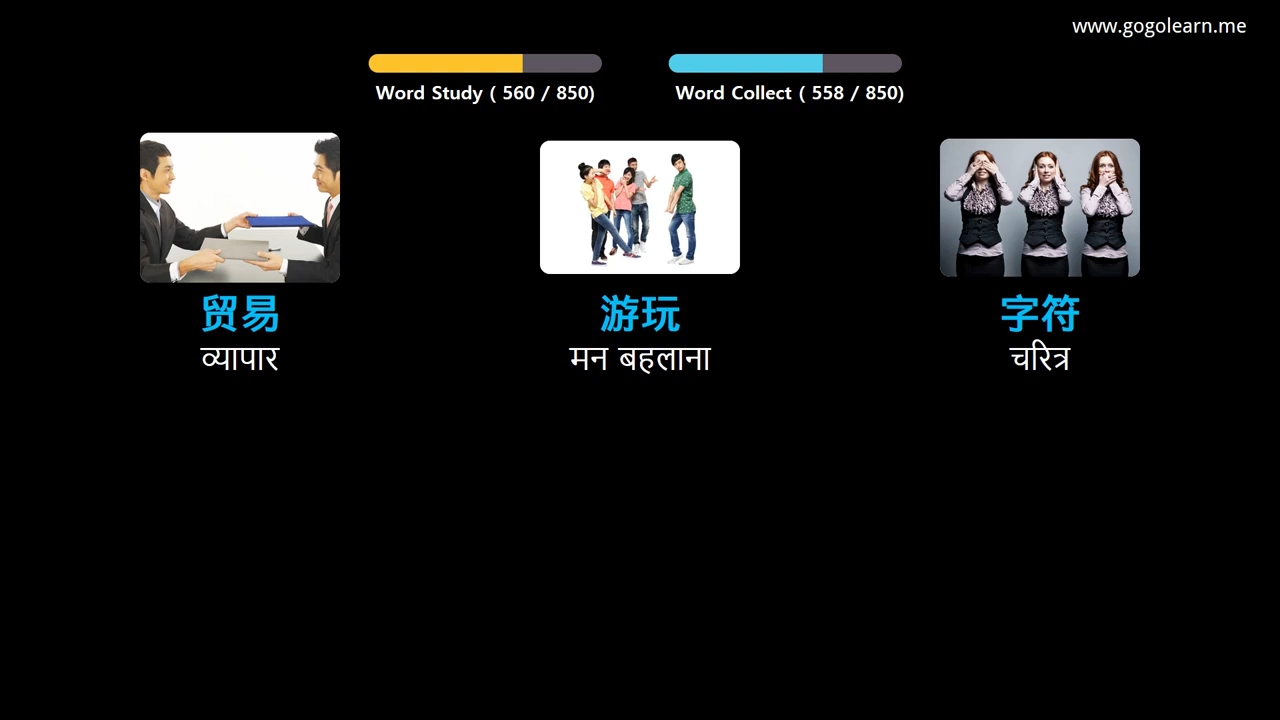 www.gogolearn.me
Word Study ( 560 / 850)
Word Collect ( 558 / 850)
贸易
व्यापार
游玩
मन बहलाना
字符
चरित्र